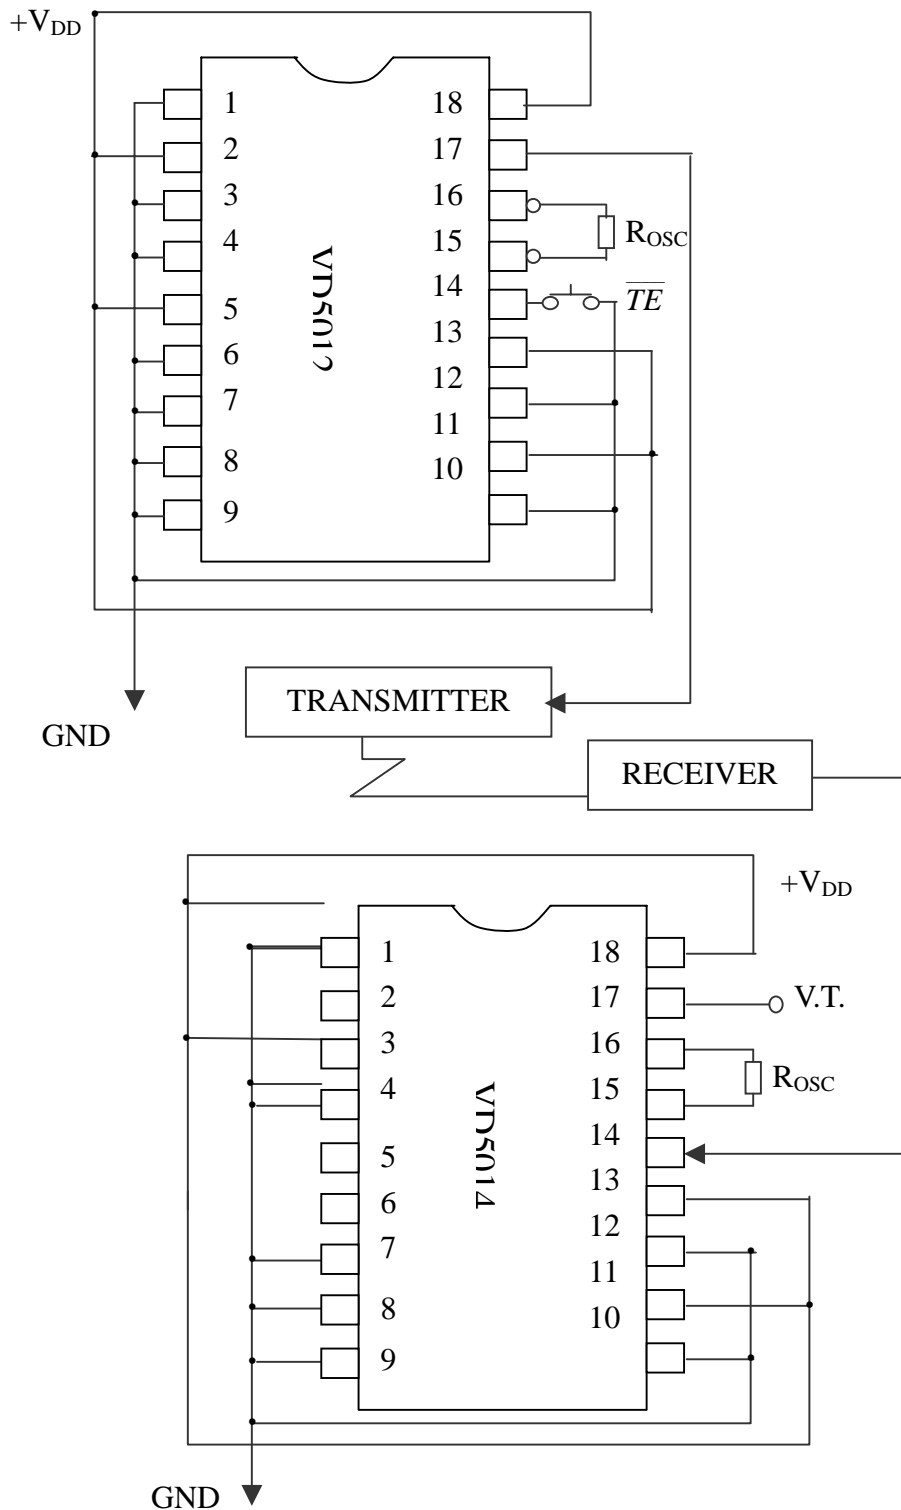 +VDD
1 18
2 17
3 16
ROSC
4 15
VD5012
5 14
TE
6 13
7 12
8 11
9 10
TRANSMITTER
GND
RECEIVER
+VDD
1 18
2 17
V.T.
3 16
ROSC
4 15
VD5014
5 14
6 13
7 12
8 11
9 10
GND